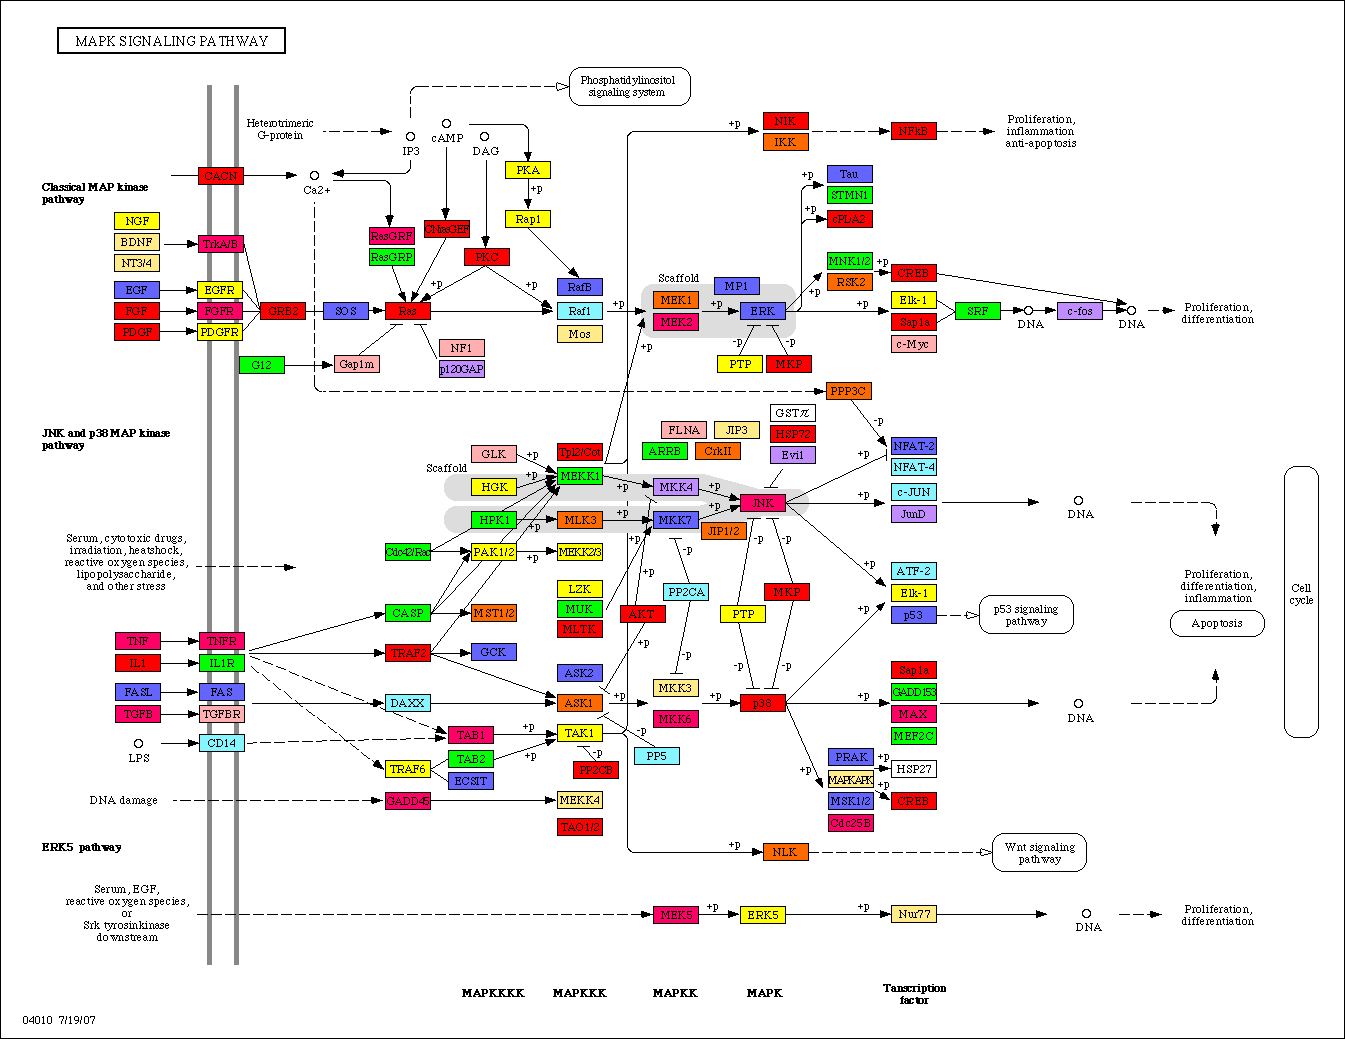 MAPK SIGNALING PATHWAY
Phosphatidylinositol
signaling system
Heterotrimeric
G-protein
IP3
cAMP
DAG
+p
NIK
IKK
NFkB
Proliferation,
inflammation
anti-apoptosis
Classical MAP kinase
pathway
CACN
Ca2+
PKA
+p
Rap1
Tau
STMN1
cPLA2
+p
NGF
BDNF
NT3/4
TrkA/B
RasGRF
RasGRP
CNasGEF
PKC
EGF
EGFR
FGF
FGFR
PDGF
PDGFR
GRB2
SOS
Ras
+p
+p
RafB
Raf1
Mos
+p
Scaffold
MEK1
MEK2
MP1
+p
ERK
+p
MNK1/2
RSK2
+p
CREB
+p
Elk-1
Sap1a
c-Myc
SRF
DNA
c-fos
DNA
Proliferation,
differentiation
G12
Gap1m
NF1
p120GAP
+p
-p
-p
PTP
MKP
PPP3C
-p
JNK and p38 MAP kinase
pathway
GSTπ
HSP72
Evi1
FLNA
JIP3
ARRB
CrkII
NFAT-2
NFAT-4
+p
Scaffold
GLK
+p
Tpl2/Cot
HGK
+p
MEKK1
+p
MKK4
+p
JNK
+p
c-JUN
JunD
DNA
HPK1
+p
MLK3
+p
MKK7
+p
JIP1/2
Serum, cytotoxic drugs,
irradiation, heatshock,
reactive oxygen species,
lipopolysaccharide,
and other stress
Cdc42/Rac
PAK1/2
+p
MEKK2/3
+p
-p
-p
-p
+p
ATF-2
Elk-1
p53
+p
p53 signaling
pathway
Proliferation,
differentiation,
inflammation
Apoptosis
Cell
cycle
LZK
MUK
MLTK
+p
PP2CA
MKP
CASP
MST1/2
AKT
PTP
TNF
TNFR
IL1
IL1R
TRAF2
GCK
+p
-p
-p
-p
FASL
FAS
TGFB
TGFBR
DAXX
ASK2
ASK1
+p
MKK3
MKK6
+p
p38
+p
Sap1a
GADD153
MAX
MEF2C
DNA
LPS
CD14
TAB1
+p
TAK1
-p
PP5
TAB2
+p
-p
PP2CB
TRAF6
ECSIT
+p
PRAK
+p
MAPKAPK
HSP27
+p
MSK1/2
CREB
Cdc25B
DNA damage
GADD45
MEKK4
TAO1/2
ERK5 pathway
+p
NLK
Wnt signaling
pathway
Serum, EGF,
reactive oxygen species,
or
Srk tyrosinkinase
downstream
MEK5
+p
ERK5
+p
Nur77
DNA
Proliferation,
differentiation
MAPKKKK
MAPKKK
MAPKK
MAPK
Tanscription
factor
04010 7/19/07